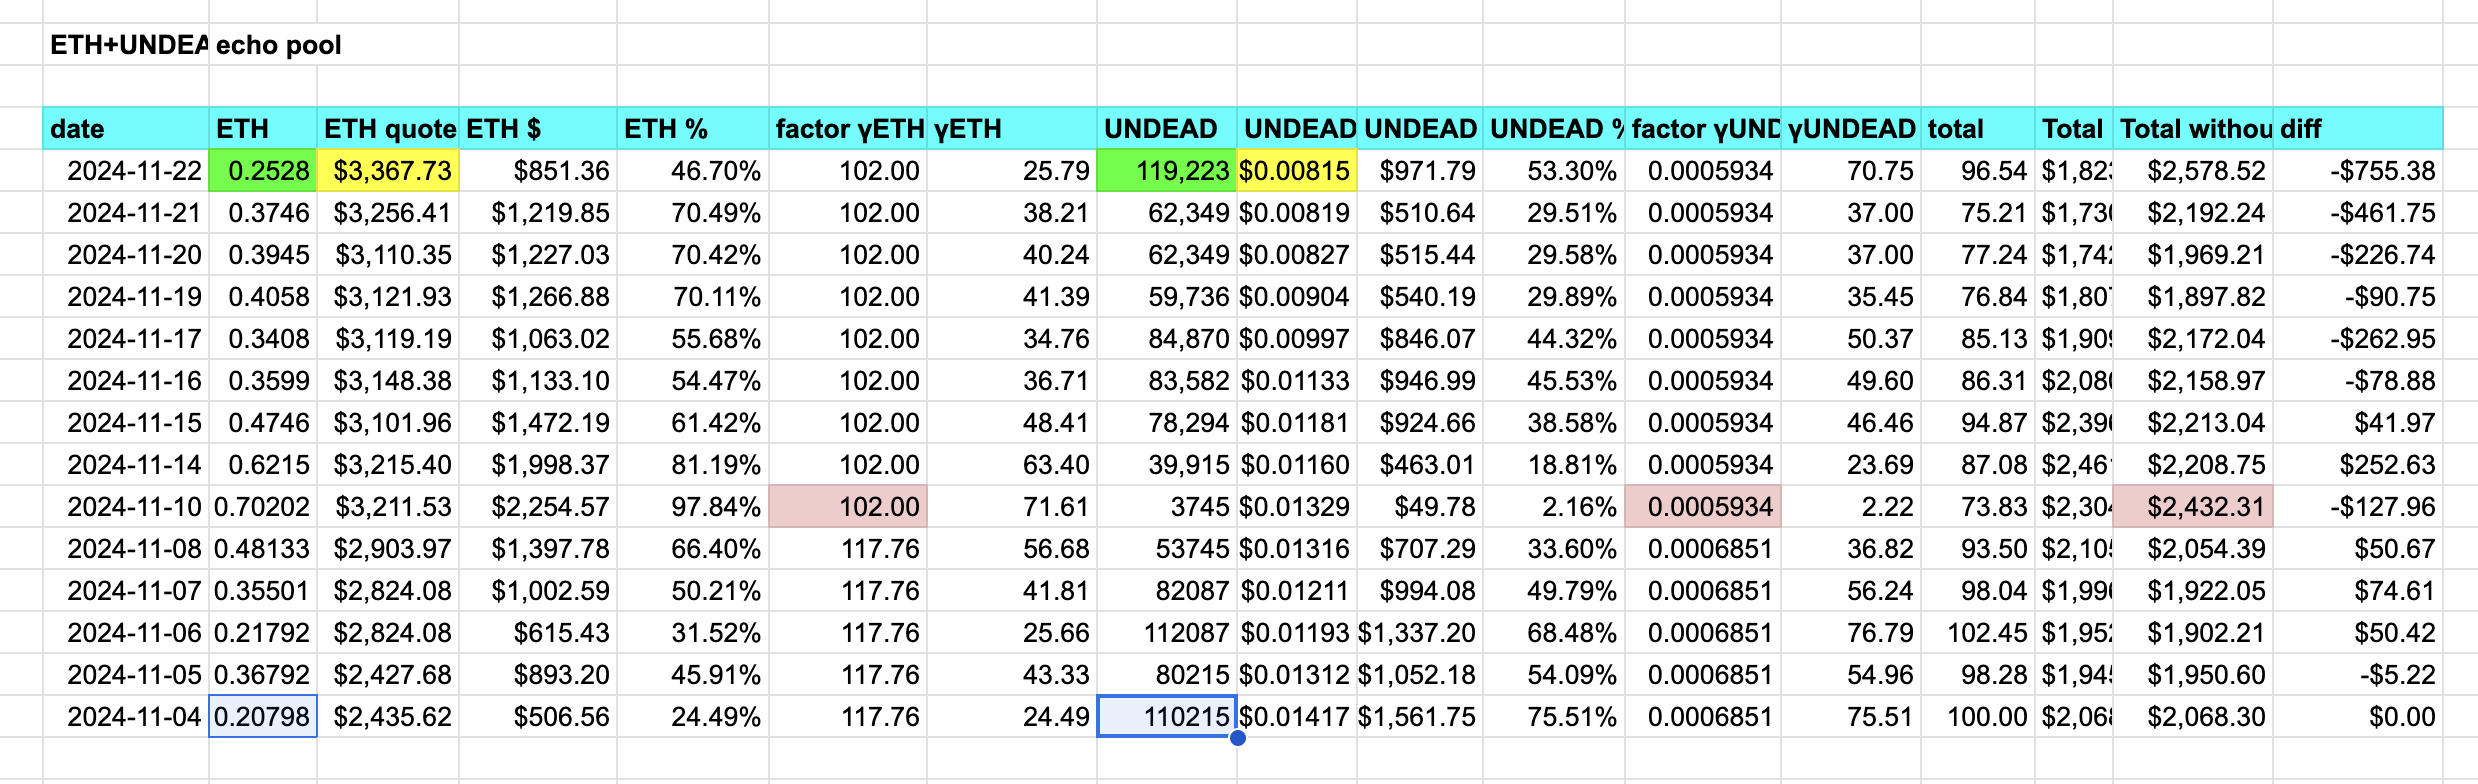 ETH+UNDEA echo pool
date ETH ETH quote ETH $ ETH % factor γETH γETH UNDEAD UNDEAD UNDEAD UNDEAD % factor γUND γUNDEAD total Total Total withou diff
2024-11-22 0.2528 $3,367.73 $851.36 46.70% 102.00 25.79 119,223 $0.00815 $971.79 53.30% 0.0005934 70.75 96.54 $1,823 $2,578.52 -$755.38
2024-11-21 0.3746 $3,256.41 $1,219.85 70.49% 102.00 38.21 62,349 $0.00819 $510.64 29.51% 0.0005934 37.00 75.21 $1,730 $2,192.24 -$461.75
2024-11-20 0.3945 $3,110.35 $1,227.03 70.42% 102.00 40.24 62,349 $0.00827 $515.44 29.58% 0.0005934 37.00 77.24 $1,742 $1,969.21 -$226.74
2024-11-19 0.4058 $3,121.93 $1,266.88 70.11% 102.00 41.39 59,736 $0.00904 $540.19 29.89% 0.0005934 35.45 76.84 $1,807 $1,897.82 -$90.75
2024-11-17 0.3408 $3,119.19 $1,063.02 55.68% 102.00 34.76 84,870 $0.00997 $846.07 44.32% 0.0005934 50.37 85.13 $1,909 $2,172.04 -$262.95
2024-11-16 0.3599 $3,148.38 $1,133.10 54.47% 102.00 36.71 83,582 $0.01133 $946.99 45.53% 0.0005934 49.60 86.31 $2,080 $2,158.97 -$78.88
2024-11-15 0.4746 $3,101.96 $1,472.19 61.42% 102.00 48.41 78,294 $0.01181 $924.66 38.58% 0.0005934 46.46 94.87 $2,396 $2,213.04 $41.97
2024-11-14 0.6215 $3,215.40 $1,998.37 81.19% 102.00 63.40 39,915 $0.01160 $463.01 18.81% 0.0005934 23.69 87.08 $2,461 $2,208.75 $252.63
2024-11-10 0.70202 $3,211.53 $2,254.57 97.84% 102.00 71.61 3745 $0.01329 $49.78 2.16% 0.0005934 2.22 73.83 $2,304 $2,432.31 -$127.96
2024-11-08 0.48133 $2,903.97 $1,397.78 66.40% 117.76 56.68 53745 $0.01316 $707.29 33.60% 0.0006851 36.82 93.50 $2,105 $2,054.39 $50.67
2024-11-07 0.35501 $2,824.08 $1,002.59 50.21% 117.76 41.81 82087 $0.01211 $994.08 49.79% 0.0006851 56.24 98.04 $1,996 $1,922.05 $74.61
2024-11-06 0.21792 $2,824.08 $615.43 31.52% 117.76 25.66 112087 $0.01193 $1,337.20 68.48% 0.0006851 76.79 102.45 $1,952 $1,902.21 $50.42
2024-11-05 0.36792 $2,427.68 $893.20 45.91% 117.76 43.33 80215 $0.01312 $1,052.18 54.09% 0.0006851 54.96 98.28 $1,945 $1,950.60 -$5.22
2024-11-04 0.20798 $2,435.62 $506.56 24.49% 117.76 24.49 110215 $0.01417 $1,561.75 75.51% 0.0006851 75.51 100.00 $2,068 $2,068.30 $0.00